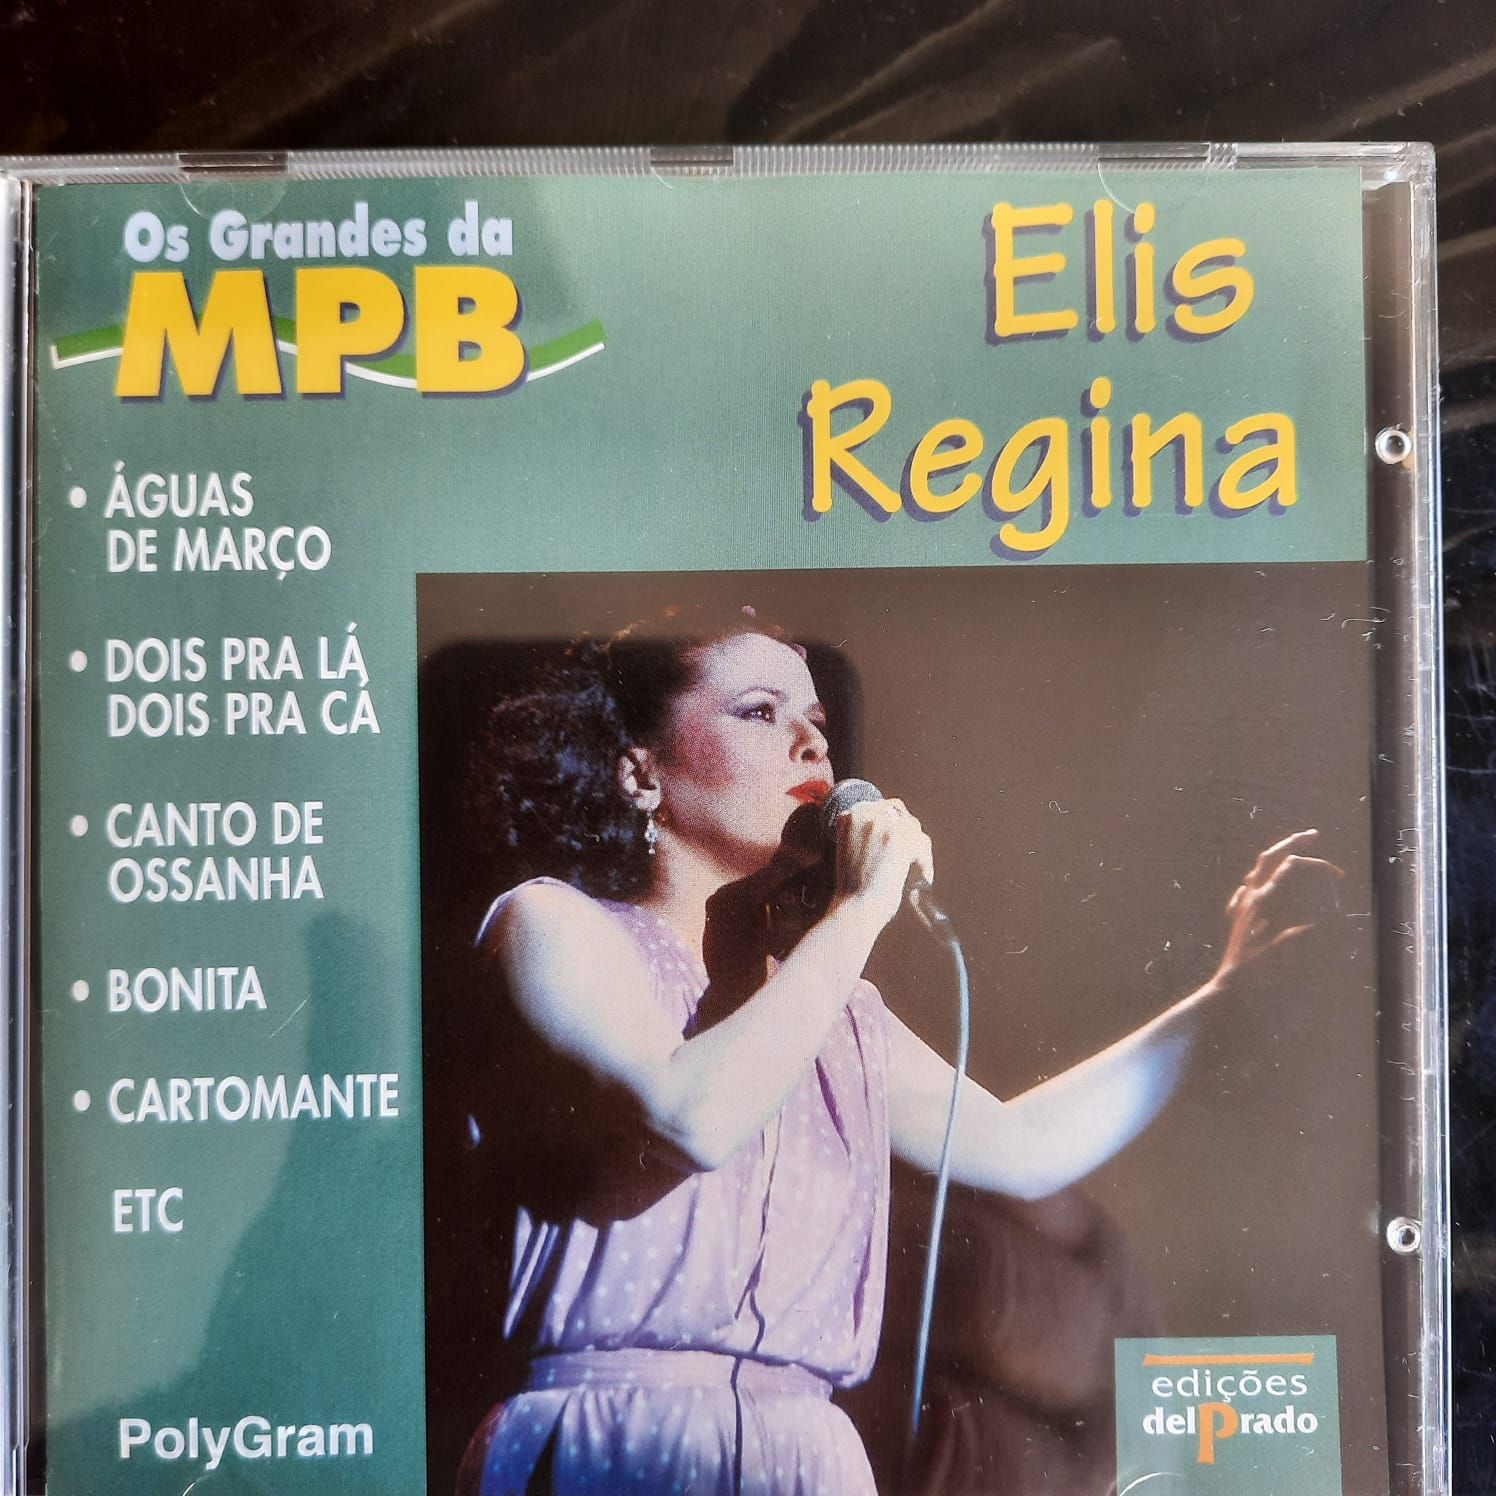 Os Grandes da
MPB
Elis
Regina
• ÁGUAS
DE MARÇO
• DOIS PRA LÁ
DOIS PRA CÁ
• CANTO DE
OSSANHA
• BONITA
• CARTOMANTE
ETC
PolyGram
edições
delPrado